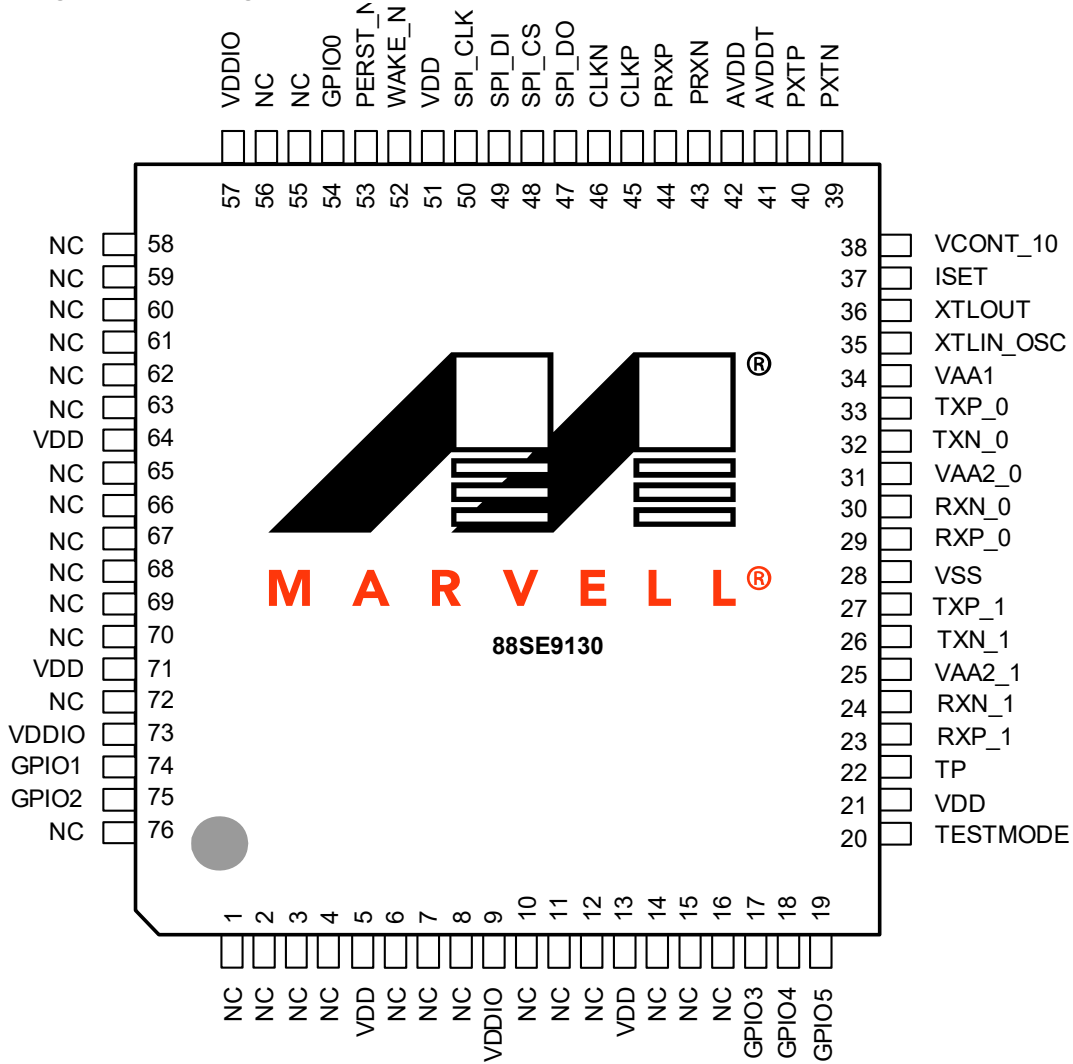 VDDIO
NC
NC
GPIO0
PERST_N
WAKE_N
VDD
SPI_CLK
SPI_DI
SPI_CS
SPI_DO
CLKN
CLKP
PRXP
PRXN
AVDD
AVDDT
PXTP
PXTN
57
56
55
54
53
52
51
50
49
48
47
46
45
44
43
42
41
40
39
NC 58
NC 59
NC 60
NC 61
NC 62
NC 63
VDD 64
NC 65
NC 66
NC 67
NC 68
NC 69
NC 70
VDD 71
NC 72
VDDIO 73
GPIO1 74
GPIO2 75
NC 76
®
MARVELL®
88SE9130
38 VCONT_10
37 ISET
36 XTLOUT
35 XTLIN_OSC
34 VAA1
33 TXP_0
32 TXN_0
31 VAA2_0
30 RXN_0
29 RXP_0
28 VSS
27 TXP_1
26 TXN_1
25 VAA2_1
24 RXN_1
23 RXP_1
22 TP
21 VDD
20 TESTMODE
1
2
3
4
5
6
7
8
9
10
11
12
13
14
15
16
17
18
19
NC
NC
NC
NC
VDD
NC
NC
NC
VDDIO
NC
NC
NC
VDD
NC
NC
NC
GPIO3
GPIO4
GPIO5